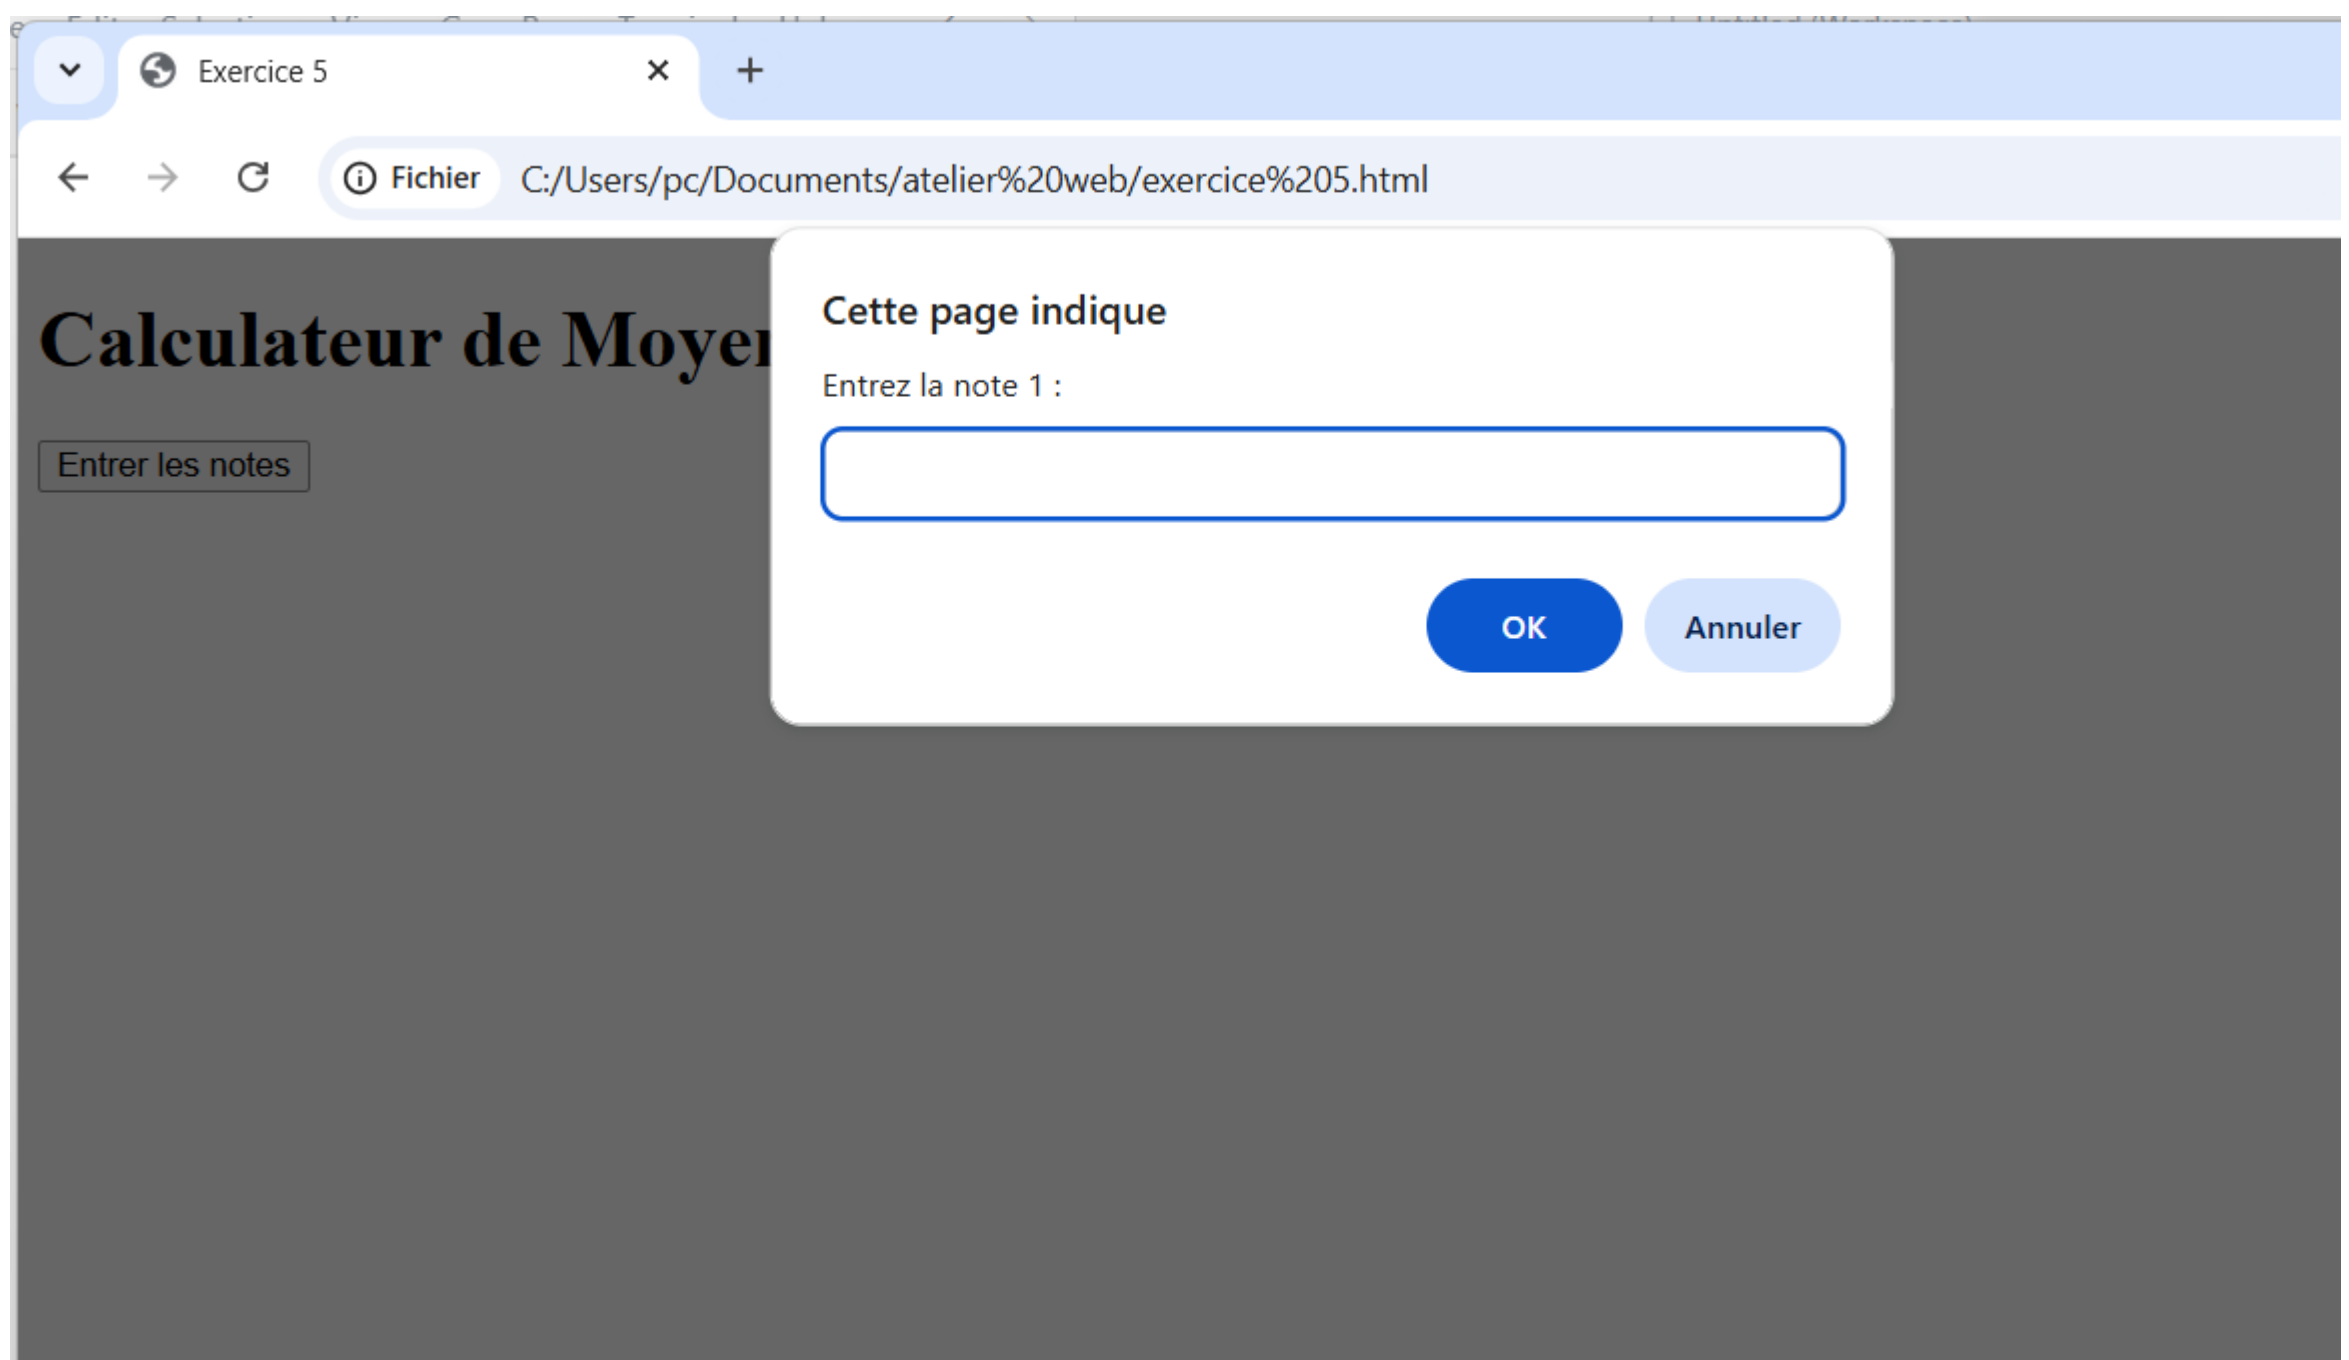 Exercice 5
Fichier C:/Users/pc/Documents/atelier%20web/exercice%205.html
Cette page indique
Calculateur de Moyen
Entrez la note 1 :
Entrer les notes
OK Annuler